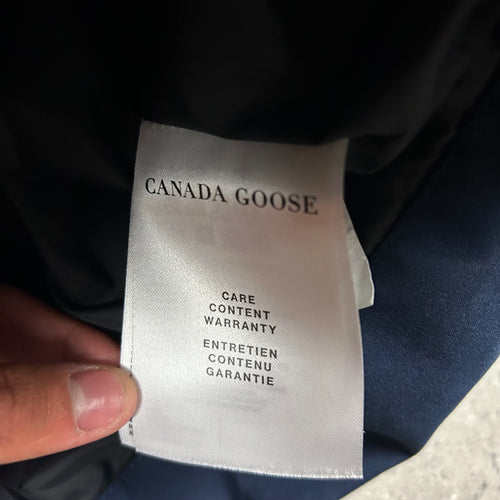 CANADA GOOSE
CARE
CONTENT
WARRANTY
ENTRETIEN
CONTENU
GARANTIE